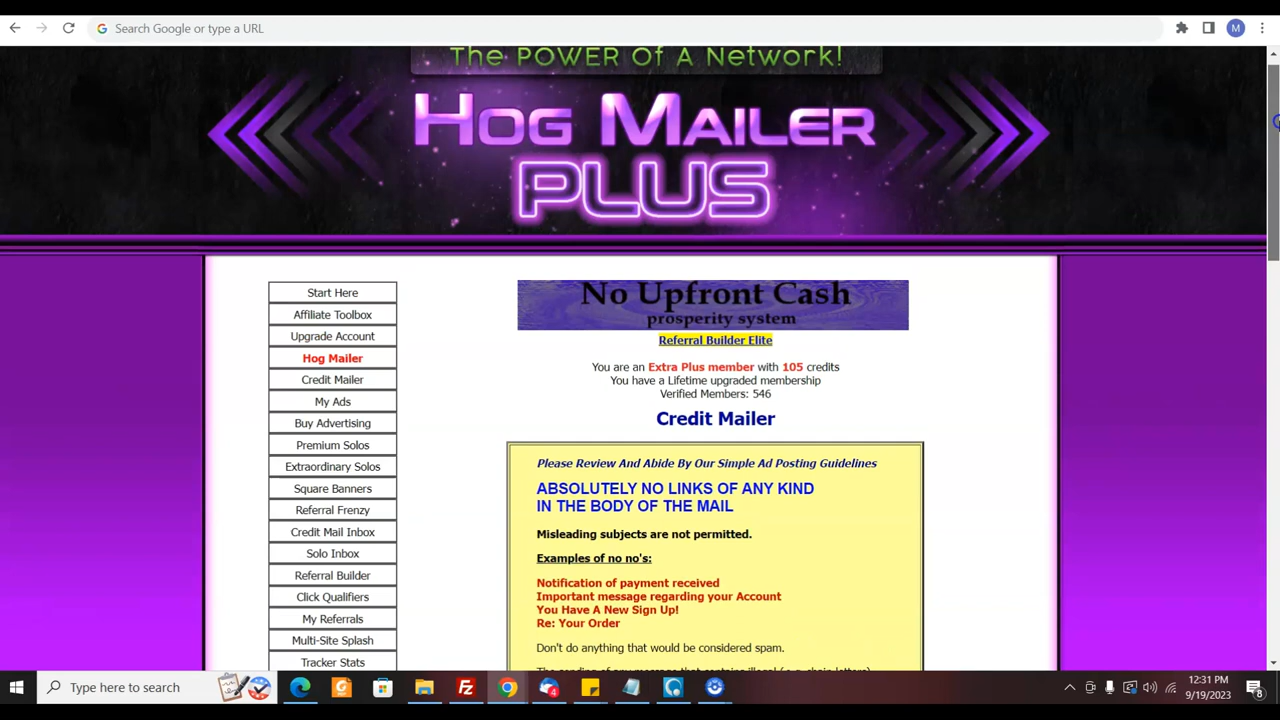 Search Google or type a URL
M
The POWER Of A Network!
HOG MAILER
PLUS
Start Here
Affiliate Toolbox
Upgrade Account
Hog Mailer
Credit Mailer
My Ads
Buy Advertising
Premium Solos
Extraordinary Solos
Square Banners
Referral Frenzy
Credit Mail Inbox
Solo Inbox
Referral Builder
Click Qualifiers
My Referrals
Multi-Site Splash
Tracker Stats
No Upfront Cash
prosperity system
Referral Builder Elite
You are an Extra Plus member with 105 credits
You have a Lifetime upgraded membership
Verified Members: 546
Credit Mailer
Please Review And Abide By Our Simple Ad Posting Guidelines
ABSOLUTELY NO LINKS OF ANY KIND
IN THE BODY OF THE MAIL
Misleading subjects are not permitted.
Examples of no no's:
Notification of payment received
Important message regarding your Account
You Have A New Sign Up!
Re: Your Order
Don't do anything that would be considered spam.
Type here to search
4
12:31 PM
9/19/2023
8